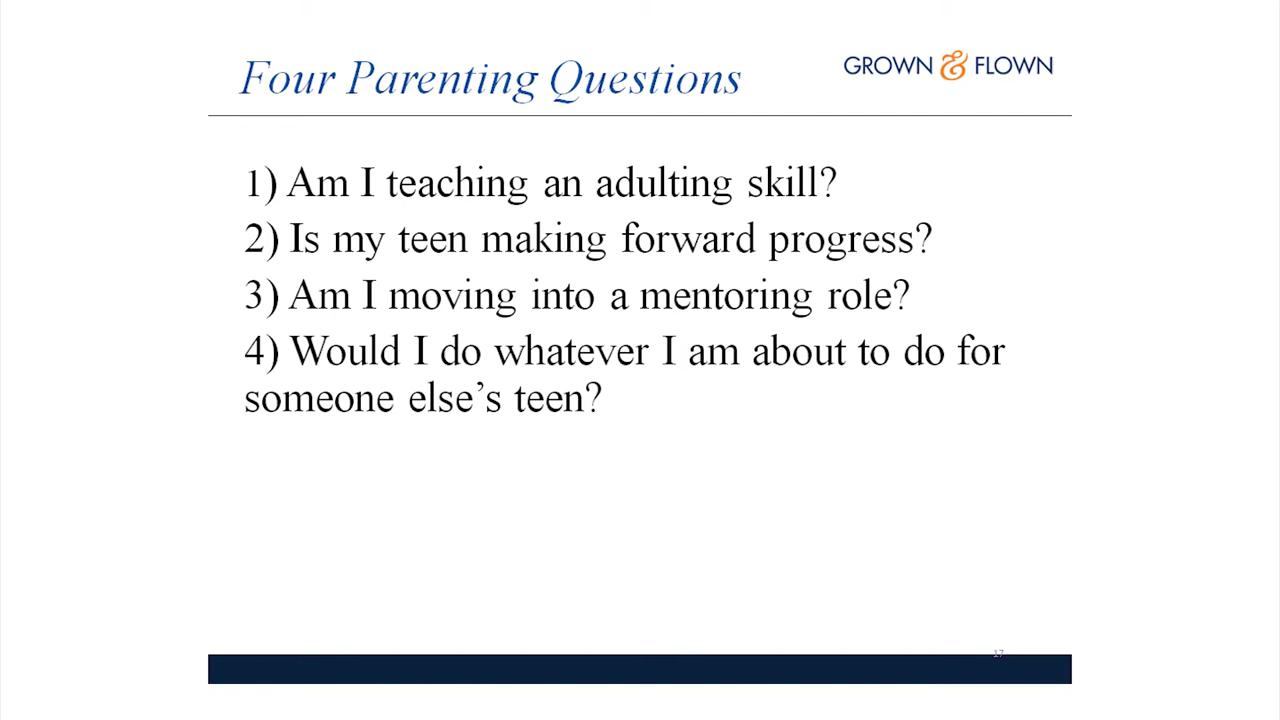 Four Parenting Questions
GROWN & FLOWN
1) Am I teaching an adulting skill?
2) Is my teen making forward progress?
3) Am I moving into a mentoring role?
4) Would I do whatever I am about to do for
someone else’s teen?
17